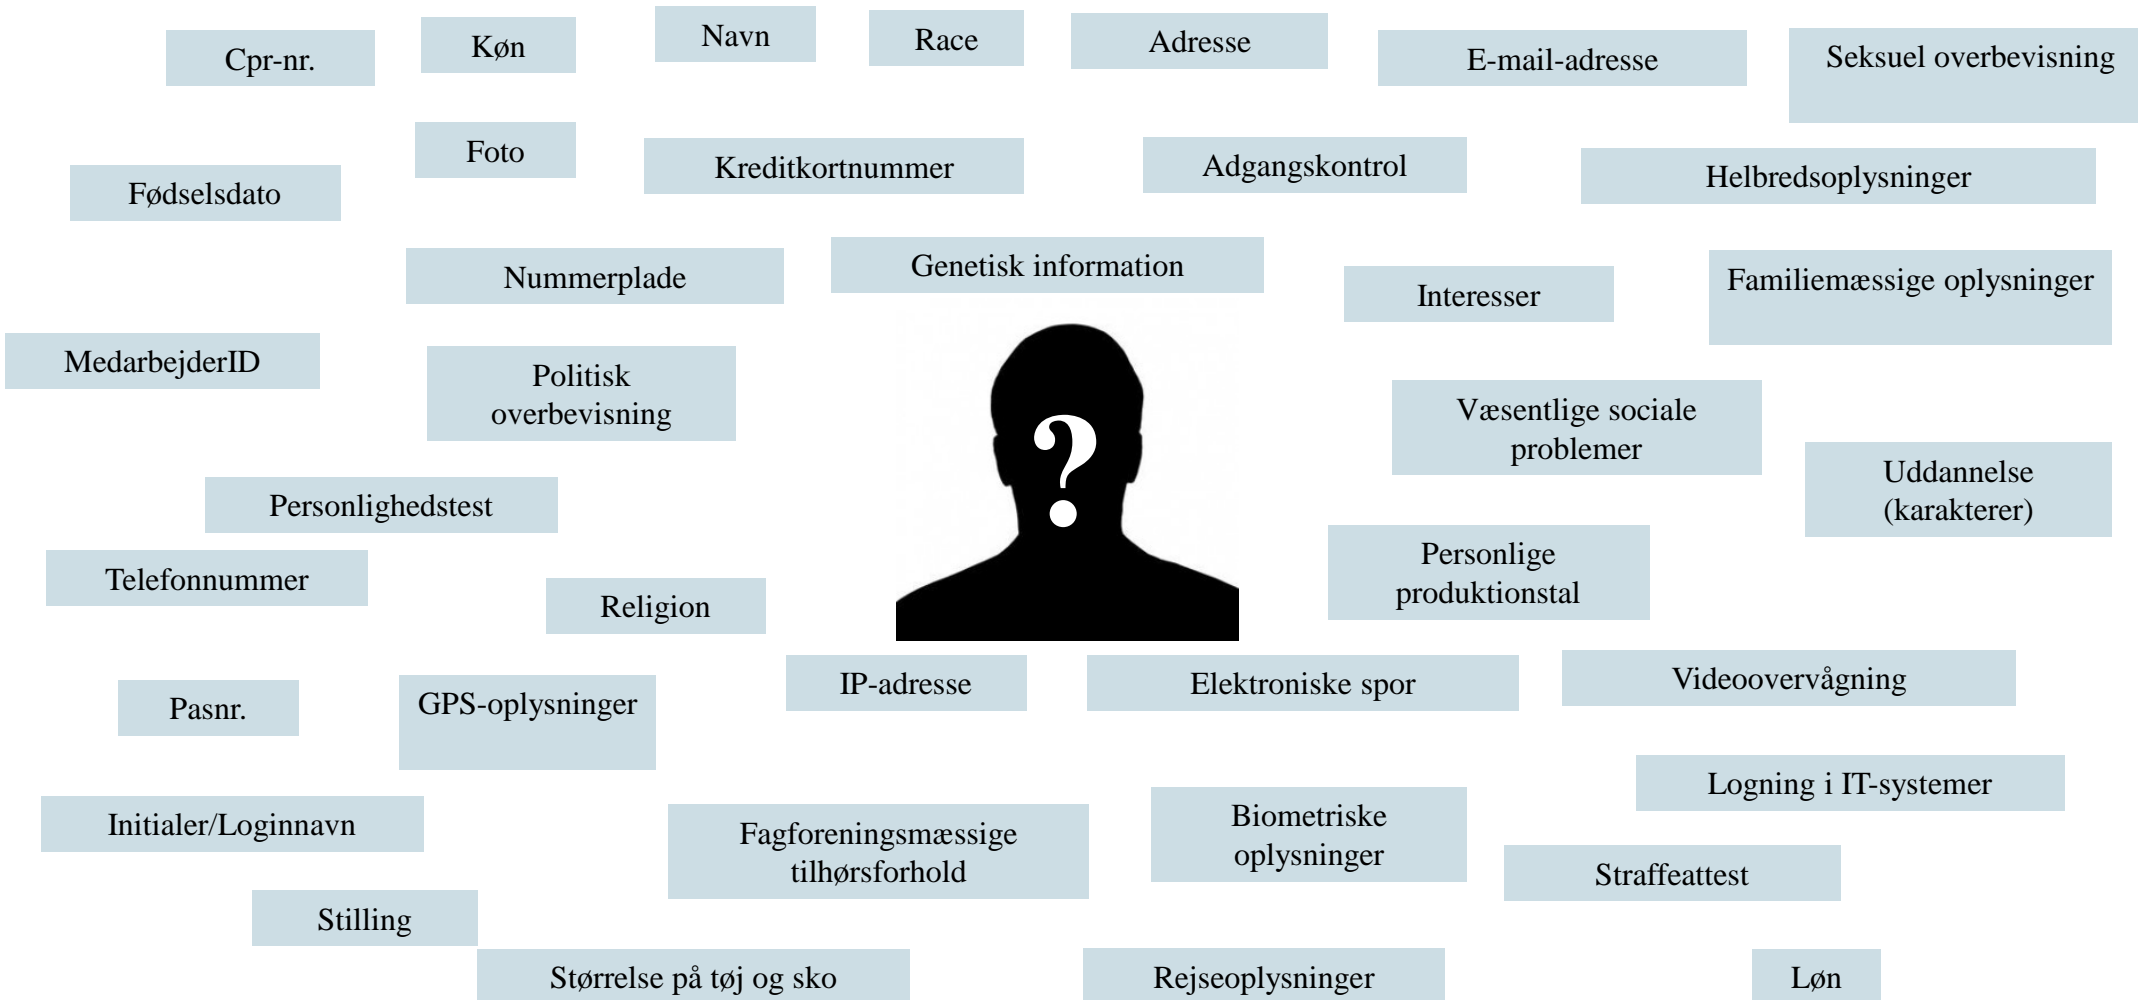 Cpr-nr.
Køn
Navn
Race
Adresse
E-mail-adresse
Seksuel overbevisning
Fødselsdato
Foto
Kreditkortnummer
Adgangskontrol
Helbredsoplysninger
Nummerplade
Genetisk information
Interesser
Familiemæssige oplysninger
MedarbejderID
Politisk
overbevisning
?
Væsentlige sociale
problemer
Uddannelse
(karakterer)
Personlighedstest
Personlige
produktionstal
Telefonnummer
Religion
IP-adresse
Elektroniske spor
Videoovervågning
Pasnr.
GPS-oplysninger
Logning i IT-systemer
Initialer/Loginnavn
Fagforeningsmæssige
tilhørsforhold
Biometriske
oplysninger
Straffeattest
Stilling
Størrelse på tøj og sko
Rejseoplysninger
Løn